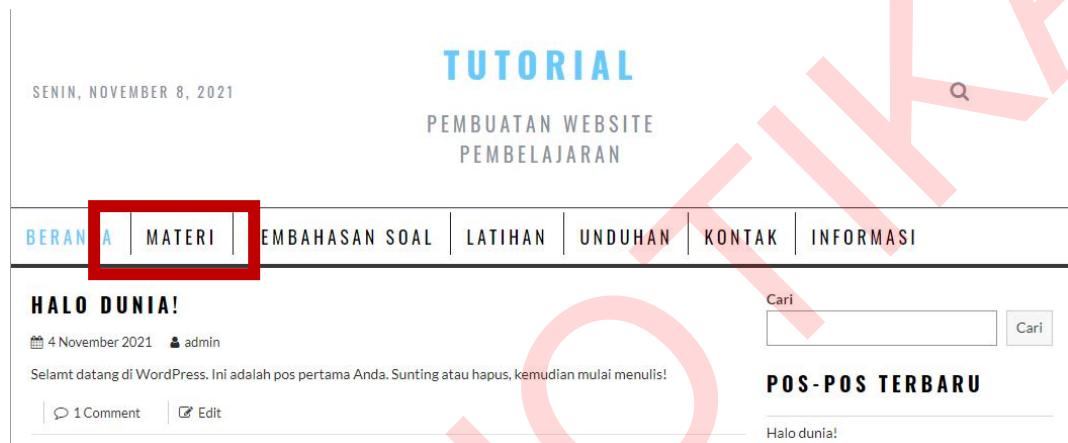 SENIN, NOVEMBER 8, 2021
TUTORIAL
PEMBUATAN WEBSITE
PEMBELAJARAN
MATERI EMBAHASAN SOAL LATIHAN UNDUHAN KONTAK INFORMASI
HALO DUNIA!
4 November 2021 admin
Selamt datang di WordPress. Ini adalah pos pertama Anda. Sunting atau hapus, kemudian mulai menulis!
1 Comment Edit
Cari
Cari
POS-POS TERBARU
Halo dunia!